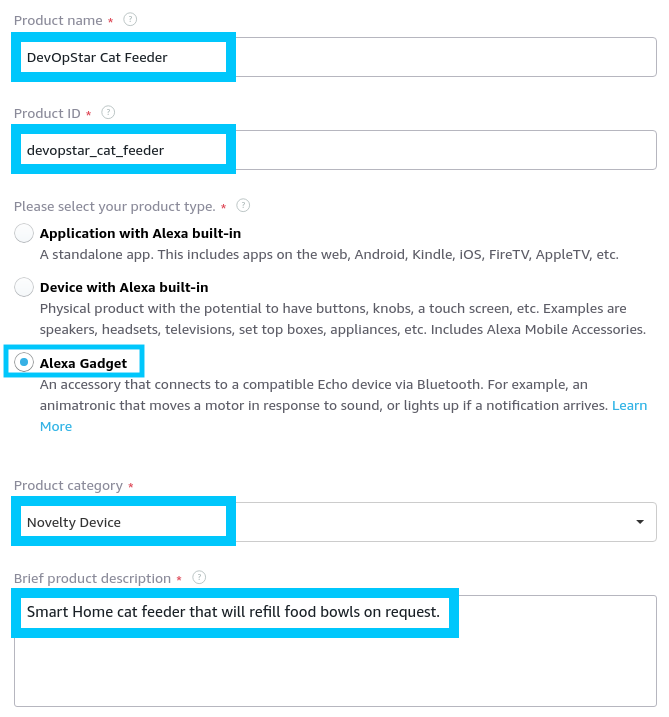 Product name * ?
DevOpStar Cat Feeder
Product ID * ?
devopstar_cat_feeder
Please select your product type. * ?
Application with Alexa built-in
A standalone app. This includes apps on the web, Android, Kindle, iOS, FireTV, AppleTV, etc.
Device with Alexa built-in
Physical product with the potential to have buttons, knobs, a touch screen, etc. Examples are
speakers, headsets, televisions, set top boxes, appliances, etc. Includes Alexa Mobile Accessories.
Alexa Gadget
An accessory that connects to a compatible Echo device via Bluetooth. For example, an
animatronic that moves a motor in response to sound, or lights up if a notification arrives. Learn
More
Product category *
Novelty Device
Brief product description * ?
Smart Home cat feeder that will refill food bowls on request.